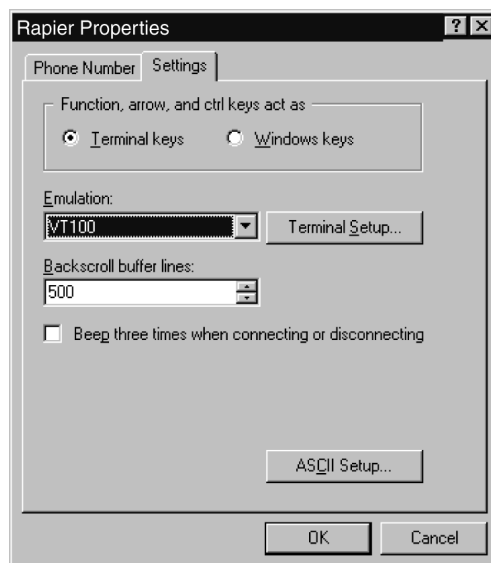 Rapier Properties ? X
Phone Number Settings
Function, arrow, and ctrl keys act as
Terminal keys Windows keys
Emulation:
VT100 Terminal Setup...
Backscroll buffer lines:
500
Beep three times when connecting or disconnecting
ASCII Setup...
OK Cancel